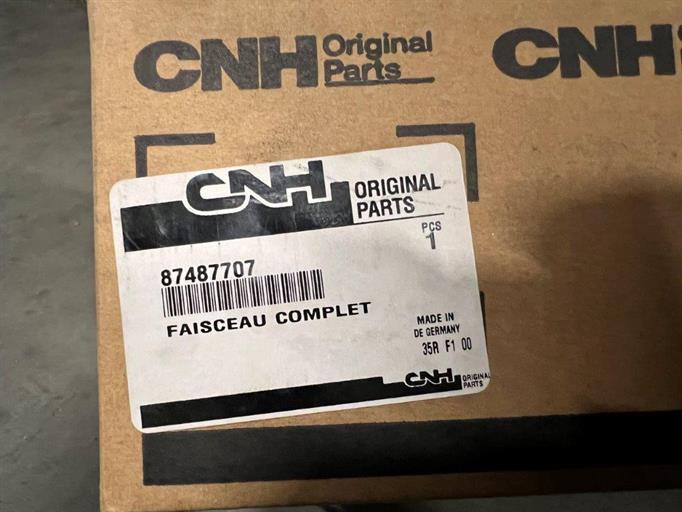 CNH Original Parts
CNH
CNH ORIGINAL PARTS
PCS
1
87487707
FAISCEAU COMPLET
MADE IN
DE GERMANY
35R F1 00
CNH ORIGINAL PARTS